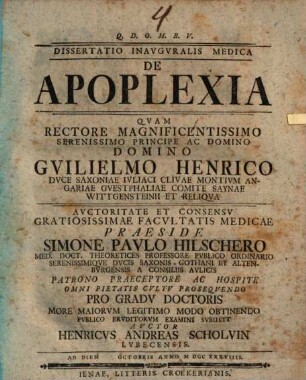 4
Q. D. O. M. B. V.
DISSERTATIO INAVGVRALIS MEDICA
DE
APOPLEXIA
QVAM
RECTORE MAGNIFICENTISSIMO
SERENISSIMO PRINCIPE AC DOMINO
DOMINO
GVILIELMO HENRICO
DVCE SAXONIAE IVLIACI CLIVAE MONTIVM AN-
GARIAE GVESTPHALIAE COMITE SAYNAE
WITTGENSTEINII ET RELIQVA
AVCTORITATE ET CONSENSV
GRATIOSISSIMAE FACVLTATIS MEDICAE
PRAESIDE
SIMONE PAVLO HILSCHERO
MED. DOCT. THEORETICES PROFESSORE PVBLICO ORDINARIO
SERENISSIMIQVE DVCIS SAXON. GOTHANI ET ALTEN-
BVRGENSIS A CONSILIIS AVLICIS
PATRONO PRAECEPTORE AC HOSPITE
OMNI PIETATIS CVLTV PROSEQVENDO
PRO GRADV DOCTORIS
MORE MAIORVM LEGITIMO MODO OBTINENDO
PVBLICO ERVDITORVM EXAMINI SVBMITTIT
AVCTOR
HENRICVS ANDREAS SCHOLVIN
LVBECENSIS.
AD DIEM OCTOBRIS ANNO M DCC XXXVIIII.
IENAE, LITTERIS CROEKERIANIS.